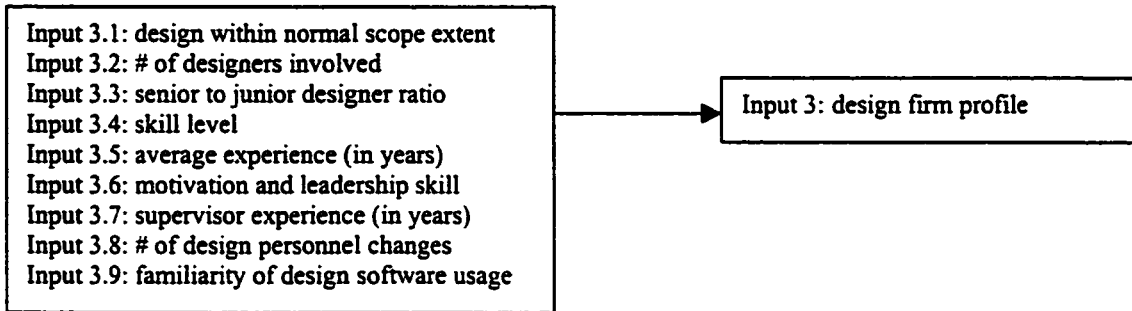 Input 3.1: design within normal scope extent
Input 3.2: # of designers involved
Input 3.3: senior to junior designer ratio
Input 3.4: skill level
Input 3.5: average experience (in years)
Input 3.6: motivation and leadership skill
Input 3.7: supervisor experience (in years)
Input 3.8: # of design personnel changes
Input 3.9: familiarity of design software usage
Input 3: design firm profile